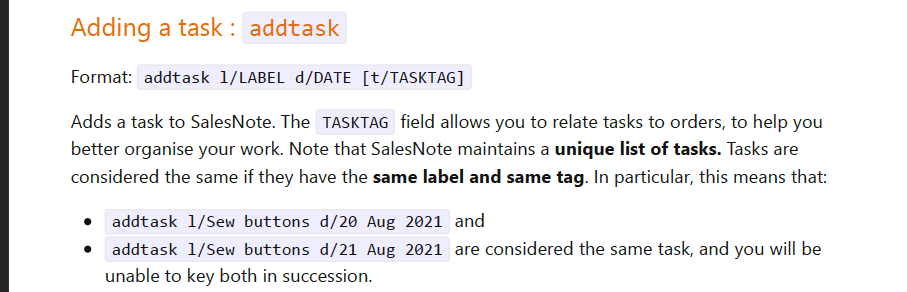 Adding a task : addtask
Format: addtask l/LABEL d/DATE [t/TASKTAG]
Adds a task to SalesNote. The TASKTAG field allows you to relate tasks to orders, to help you
better organise your work. Note that SalesNote maintains a unique list of tasks. Tasks are
considered the same if they have the same label and same tag. In particular, this means that:
• addtask l/Sew buttons d/20 Aug 2021 and
• addtask l/Sew buttons d/21 Aug 2021 are considered the same task, and you will be
unable to key both in succession.